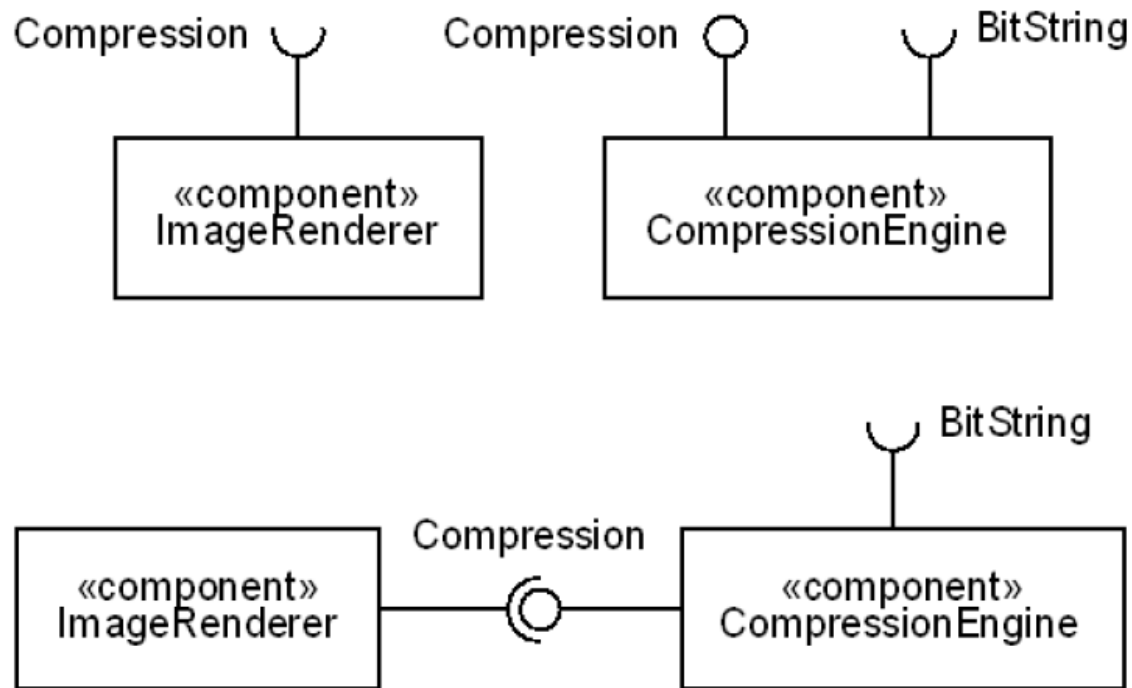 Compression
Compression
BitString
«component»
ImageRenderer
«component»
CompressionEngine
BitString
Compression
«component»
ImageRenderer
«component»
CompressionEngine